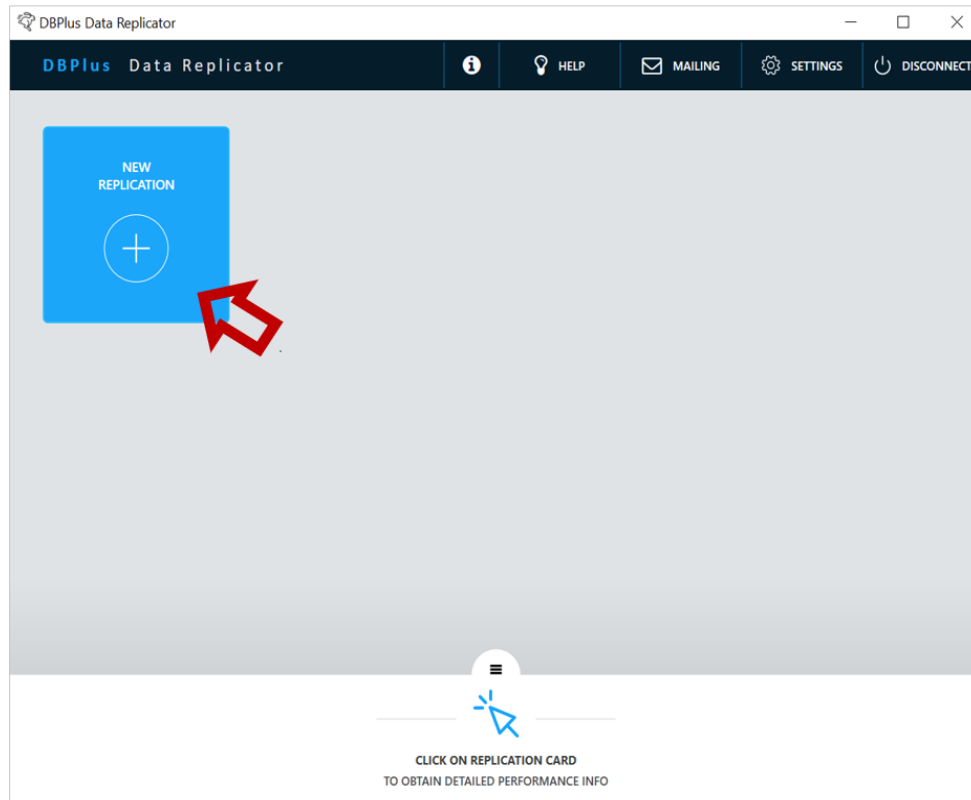 DBPlus Data Replicator
DBPlus Data Replicator
HELP
MAILING
SETTINGS
DISCONNECT
NEW
REPLICATION
CLICK ON REPLICATION CARD
TO OBTAIN DETAILED PERFORMANCE INFO